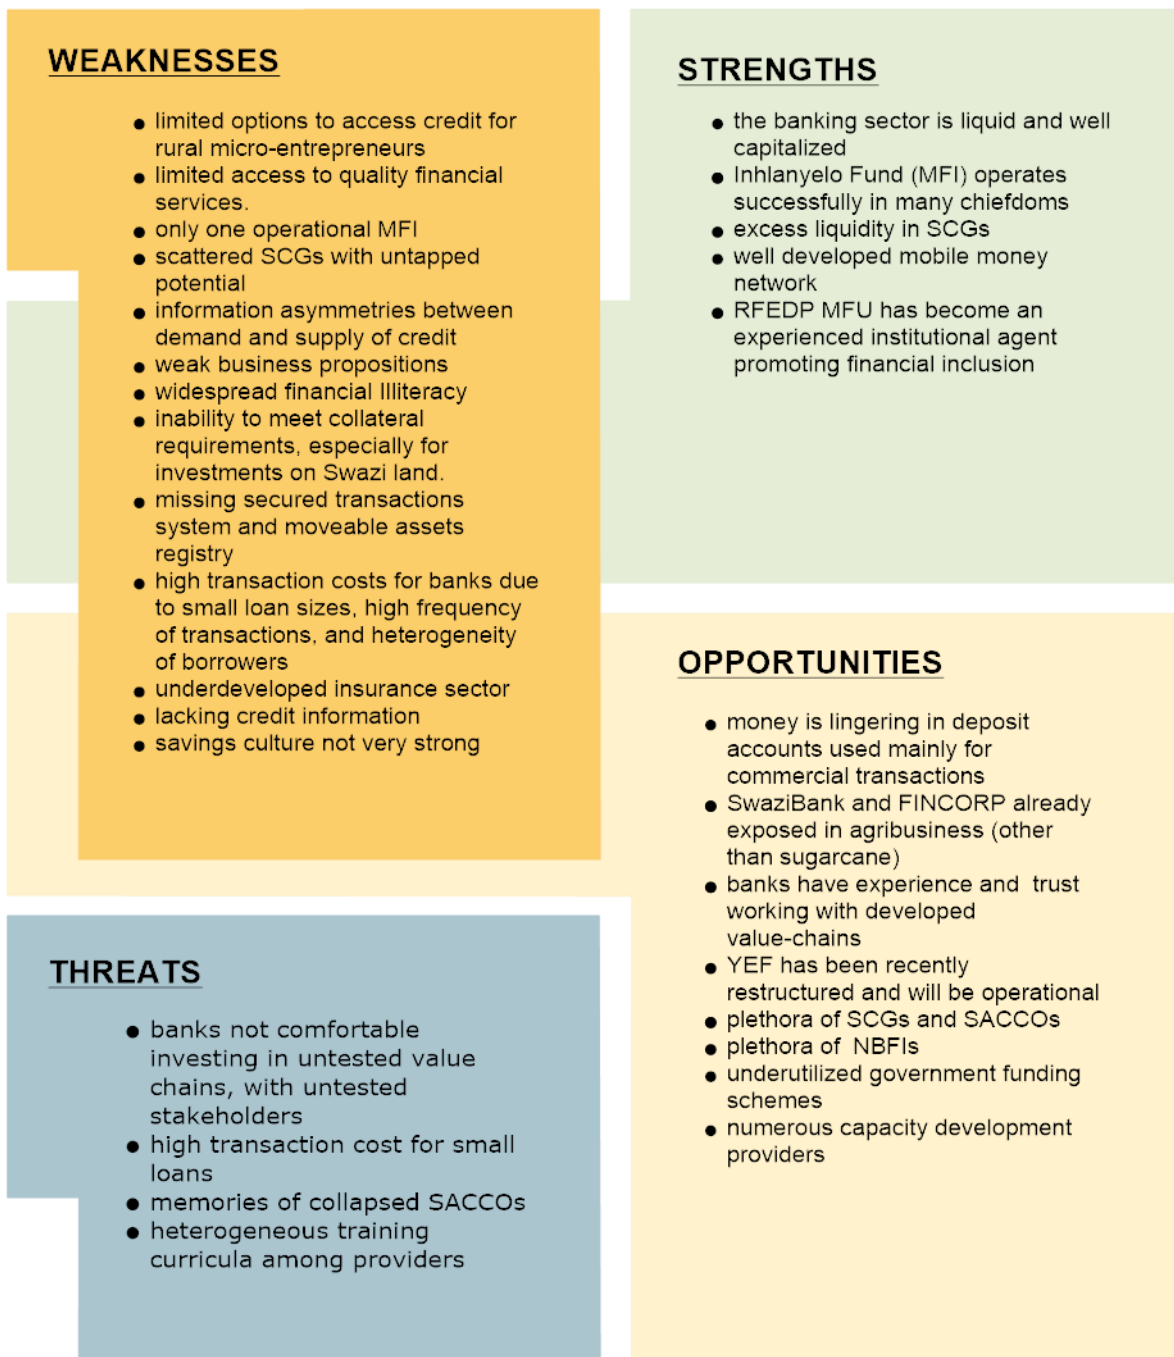 WEAKNESSES
● limited options to access credit for
rural micro-entrepreneurs
● limited access to quality financial
services.
● only one operational MFI
● scattered SCGs with untapped
potential
● information asymmetries between
demand and supply of credit
● weak business propositions
● widespread financial Illiteracy
● inability to meet collateral
requirements, especially for
investments on Swazi land.
● missing secured transactions
system and moveable assets
registry
● high transaction costs for banks due
to small loan sizes, high frequency
of transactions, and heterogeneity
of borrowers
● underdeveloped insurance sector
● lacking credit information
● savings culture not very strong
STRENGTHS
● the banking sector is liquid and well
capitalized
● Inhlanyelo Fund (MFI) operates
successfully in many chiefdoms
● excess liquidity in SCGs
● well developed mobile money
network
● RFEDP MFU has become an
experienced institutional agent
promoting financial inclusion
THREATS
● banks not comfortable
investing in untested value
chains, with untested
stakeholders
● high transaction cost for small
loans
● memories of collapsed SACCOs
● heterogeneous training
curricula among providers
OPPORTUNITIES
● money is lingering in deposit
accounts used mainly for
commercial transactions
● SwaziBank and FINCORP already
exposed in agribusiness (other
than sugarcane)
● banks have experience and trust
working with developed
value-chains
● YEF has been recently
restructured and will be operational
● plethora of SCGs and SACCOs
● plethora of NBFIs
● underutilized government funding
schemes
● numerous capacity development
providers